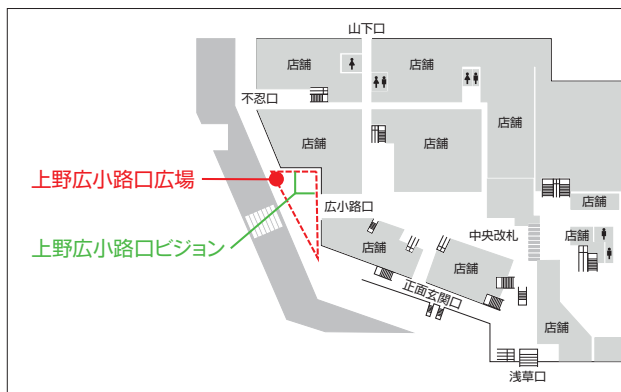 山下口
店舗
店舗
不忍口
店舗
店舗
店舗
上野広小路口広場
広小路口
店舗
上野広小路口ビジョン
店舗
中央改札
店舗
店舗
正面玄関口
店舗
浅草口